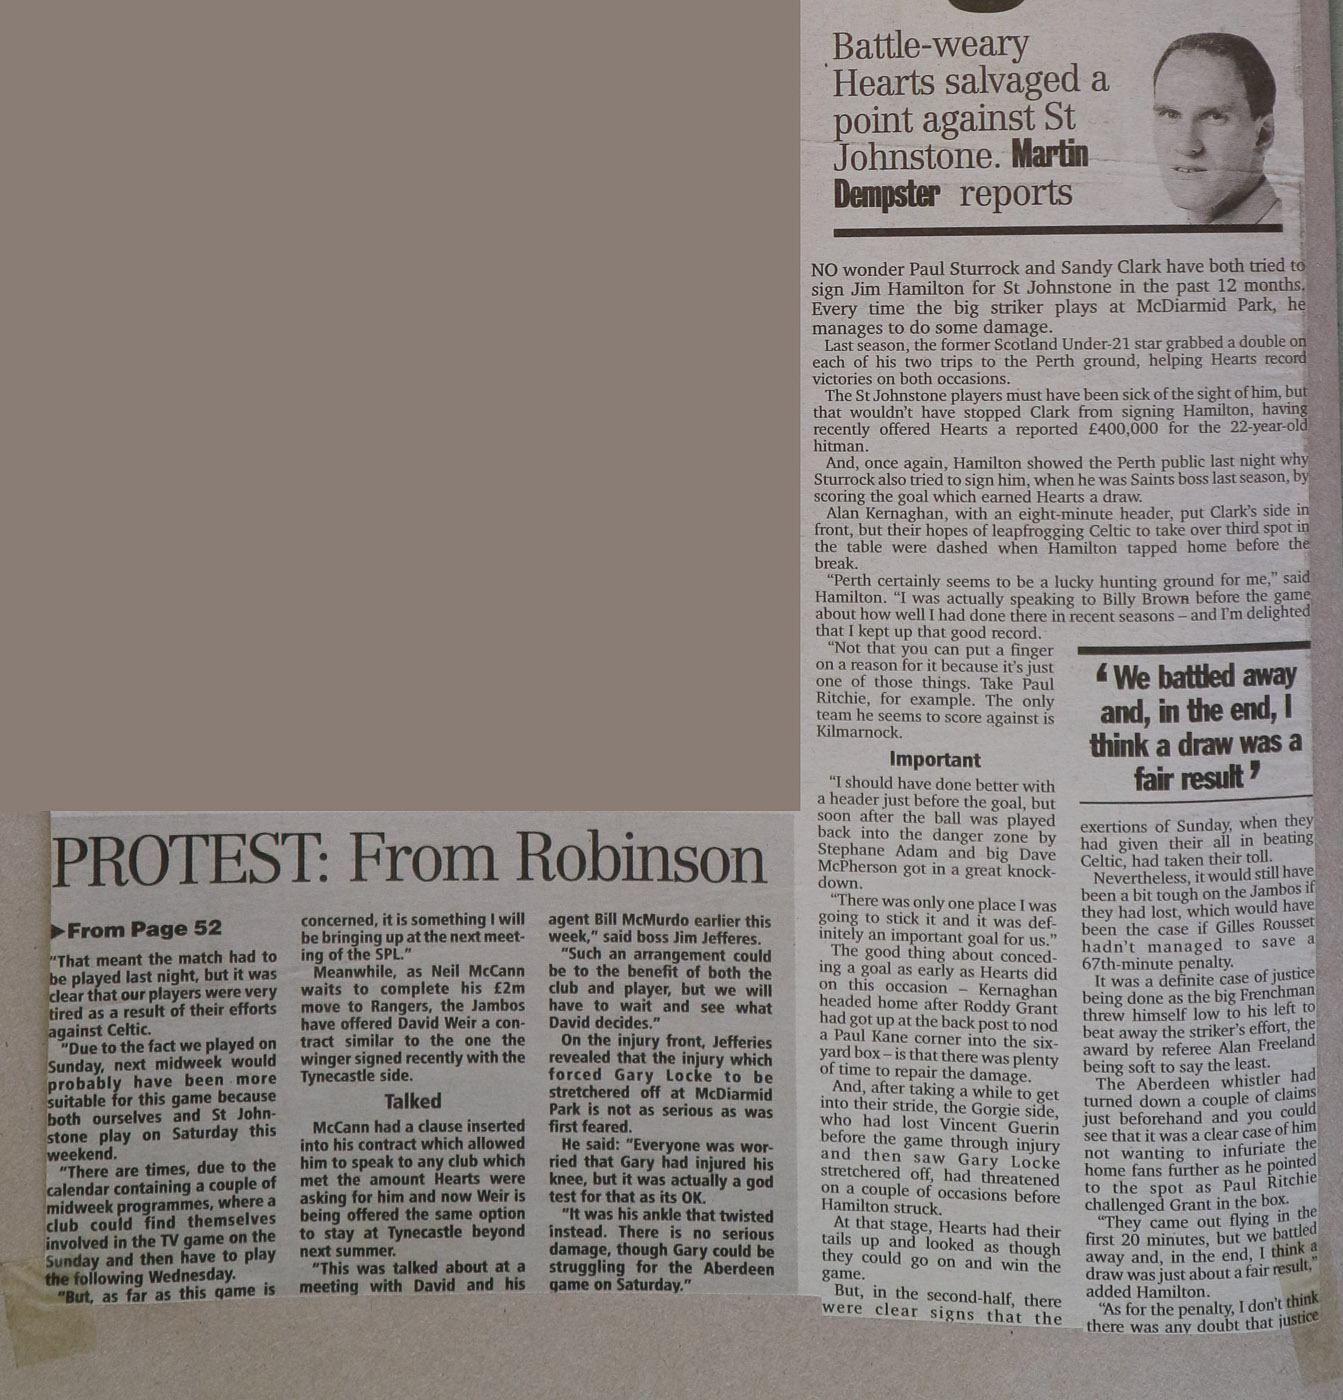 Battle-weary
Hearts salvaged a
point against St
Johnstone. Martin
Dempster reports
NO wonder Paul Sturrock and Sandy Clark have both tried to
sign Jim Hamilton for St Johnstone in the past 12 months.
Every time the big striker plays at McDiarmid Park, he
manages to do some damage.
Last season, the former Scotland Under-21 star grabbed a double on
each of his two trips to the Perth ground, helping Hearts record
victories on both occasions.
The St Johnstone players must have been sick of the sight of him, but
that wouldn't have stopped Clark from signing Hamilton, having
recently offered Hearts a reported £400,000 for the 22-year-old
hitman.
And, once again, Hamilton showed the Perth public last night why
Sturrock also tried to sign him, when he was Saints boss last season, by
scoring the goal which earned Hearts a draw.
Alan Kernaghan, with an eight-minute header, put Clark's side in
front, but their hopes of leapfrogging Celtic to take over third spot in
the table were dashed when Hamilton tapped home before the
break.
"Perth certainly seems to be a lucky hunting ground for me," said
Hamilton. "I was actually speaking to Billy Brown before the game
about how well I had done there in recent seasons – and I'm delighted
that I kept up that good record.
"Not that you can put a finger
on a reason for it because it's just
one of those things. Take Paul
Ritchie, for example. The only
team he seems to score against is
Kilmarnock.
Important
"I should have done better with
a header just before the goal, but
soon after the ball was played
back into the danger zone by
Stephane Adam and big Dave
McPherson got in a great knock-
down.
"There was only one place I was
going to stick it and it was def-
initely an important goal for us."
The good thing about conced-
ing a goal as early as Hearts did
on this occasion – Kernaghan
headed home after Roddy Grant
had got up at the back post to nod
a Paul Kane corner into the six-
yard box – is that there was plenty
of time to repair the damage.
And, after taking a while to get
into their stride, the Gorgie side,
who had lost Vincent Guerin
before the game through injury
and then saw Gary Locke
stretchered off, had threatened
on a couple of occasions before
Hamilton struck.
At that stage, Hearts had their
tails up and looked as though
they could go on and win the
game.
But, in the second-half, there
were clear signs that the
‘We battled away
and, in the end, I
think a draw was a
fair result’
exertions of Sunday, when they
had given their all in beating
Celtic, had taken their toll.
Nevertheless, it would still have
been a bit tough on the Jambos if
they had lost, which would have
been the case if Gilles Rousset
hadn't managed to save a
67th-minute penalty.
It was a definite case of justice
being done as the big Frenchman
threw himself low to his left to
beat away the striker's effort, the
award by referee Alan Freeland
being soft to say the least.
The Aberdeen whistler had
turned down a couple of claims
just beforehand and you could
see that it was a clear case of him
not wanting to infuriate the
home fans further as he pointed
to the spot as Paul Ritchie
challenged Grant in the box.
"They came out flying in the
first 20 minutes, but we battled
away and, in the end, I think a
draw was just about a fair result,"
added Hamilton.
"As for the penalty, I don't think
there was any doubt that justice
PROTEST: From Robinson
▶From Page 52
"That meant the match had to
be played last night, but it was
clear that our players were very
tired as a result of their efforts
against Celtic.
"Due to the fact we played on
Sunday, next midweek would
probably have been more
suitable for this game because
both ourselves and St John-
stone play on Saturday this
weekend.
"There are times, due to the
calendar containing a couple of
midweek programmes, where a
club could find themselves
involved in the TV game on the
Sunday and then have to play
the following Wednesday.
"But, as far as this game is
concerned, it is something I will
be bringing up at the next meet-
ing of the SPL."
Meanwhile, as Neil McCann
waits to complete his £2m
move to Rangers, the Jambos
have offered David Weir a con-
tract similar to the one the
winger signed recently with the
Tynecastle side.
Talked
McCann had a clause inserted
into his contract which allowed
him to speak to any club which
met the amount Hearts were
asking for him and now Weir is
being offered the same option
to stay at Tynecastle beyond
next summer.
"This was talked about at a
meeting with David and his
agent Bill McMurdo earlier this
week," said boss Jim Jefferes.
"Such an arrangement could
be to the benefit of both the
club and player, but we will
have to wait and see what
David decides."
On the injury front, Jefferies
revealed that the injury which
forced Gary Locke to be
stretchered off at McDiarmid
Park is not as serious as was
first feared.
He said: "Everyone was wor-
ried that Gary had injured his
knee, but it was actually a god
test for that as its OK.
"It was his ankle that twisted
instead. There is no serious
damage, though Gary could be
struggling for the Aberdeen
game on Saturday."